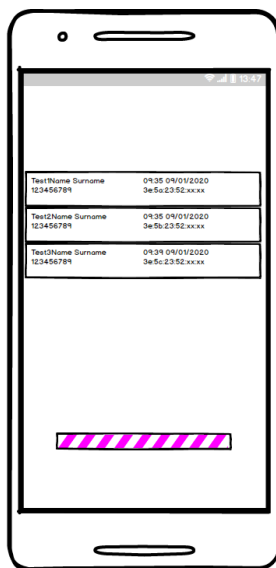 13:47
Test1Name Surname 09:35 09/01/2020
123456789 3e:5a:23:52:xx:xx
Test2Name Surname 09:35 09/01/2020
123456789 3e:5b:23:52:xx:xx
Test3Name Surname 09:39 09/01/2020
123456789 3e:5c:23:52:xx:xx